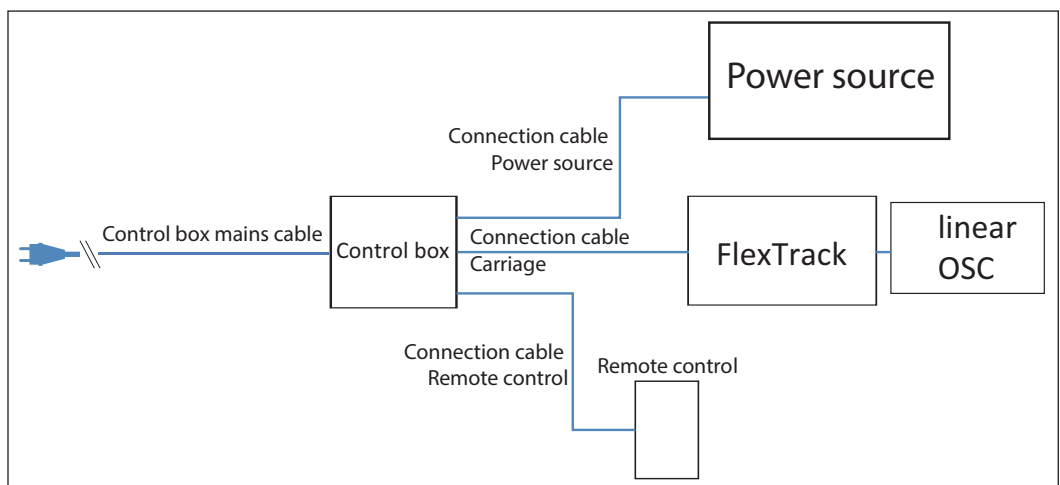 Power source
Connection cable
Power source
Control box mains cable
Control box
Connection cable
Carriage
FlexTrack
linear
OSC
Connection cable
Remote control
Remote control